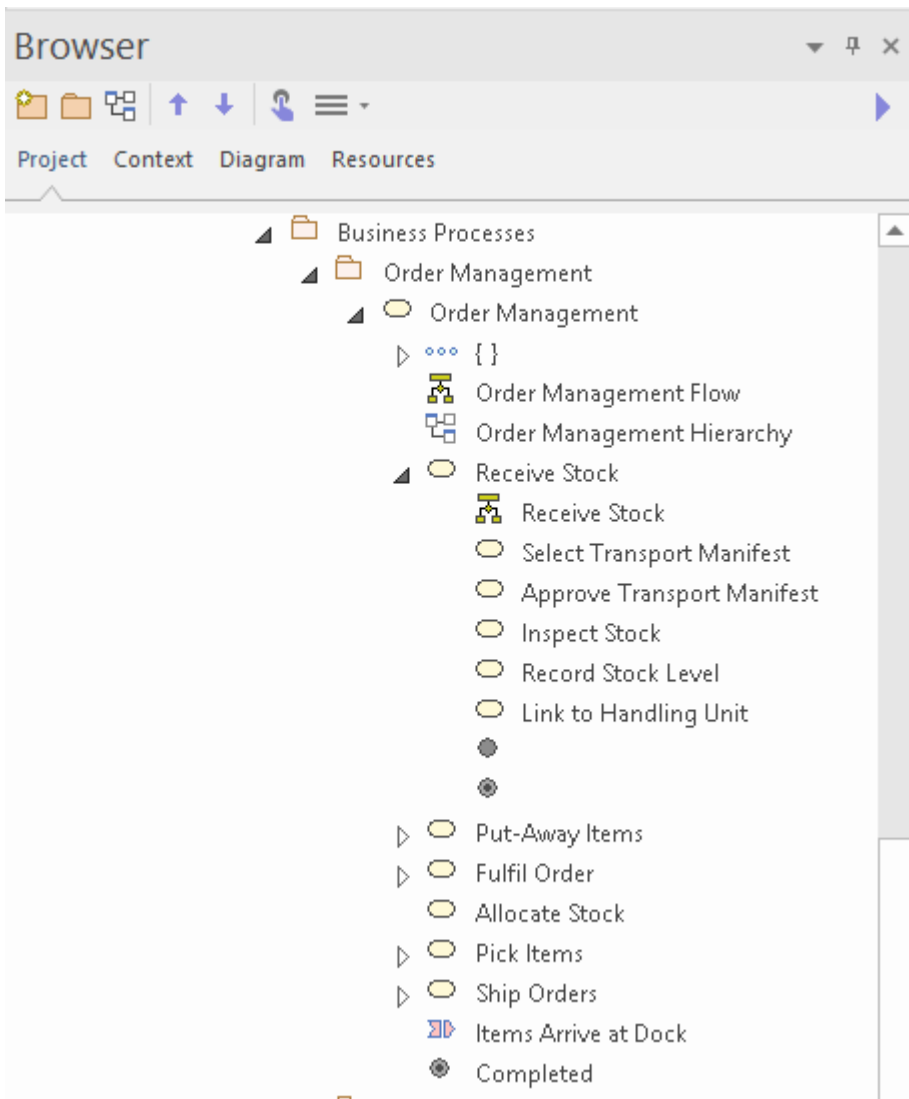 Browser
Project Context Diagram Resources
Business Processes
Order Management
Order Management
{ }
Order Management Flow
Order Management Hierarchy
Receive Stock
Receive Stock
Select Transport Manifest
Approve Transport Manifest
Inspect Stock
Record Stock Level
Link to Handling Unit
Put-Away Items
Fulfil Order
Allocate Stock
Pick Items
Ship Orders
Items Arrive at Dock
Completed